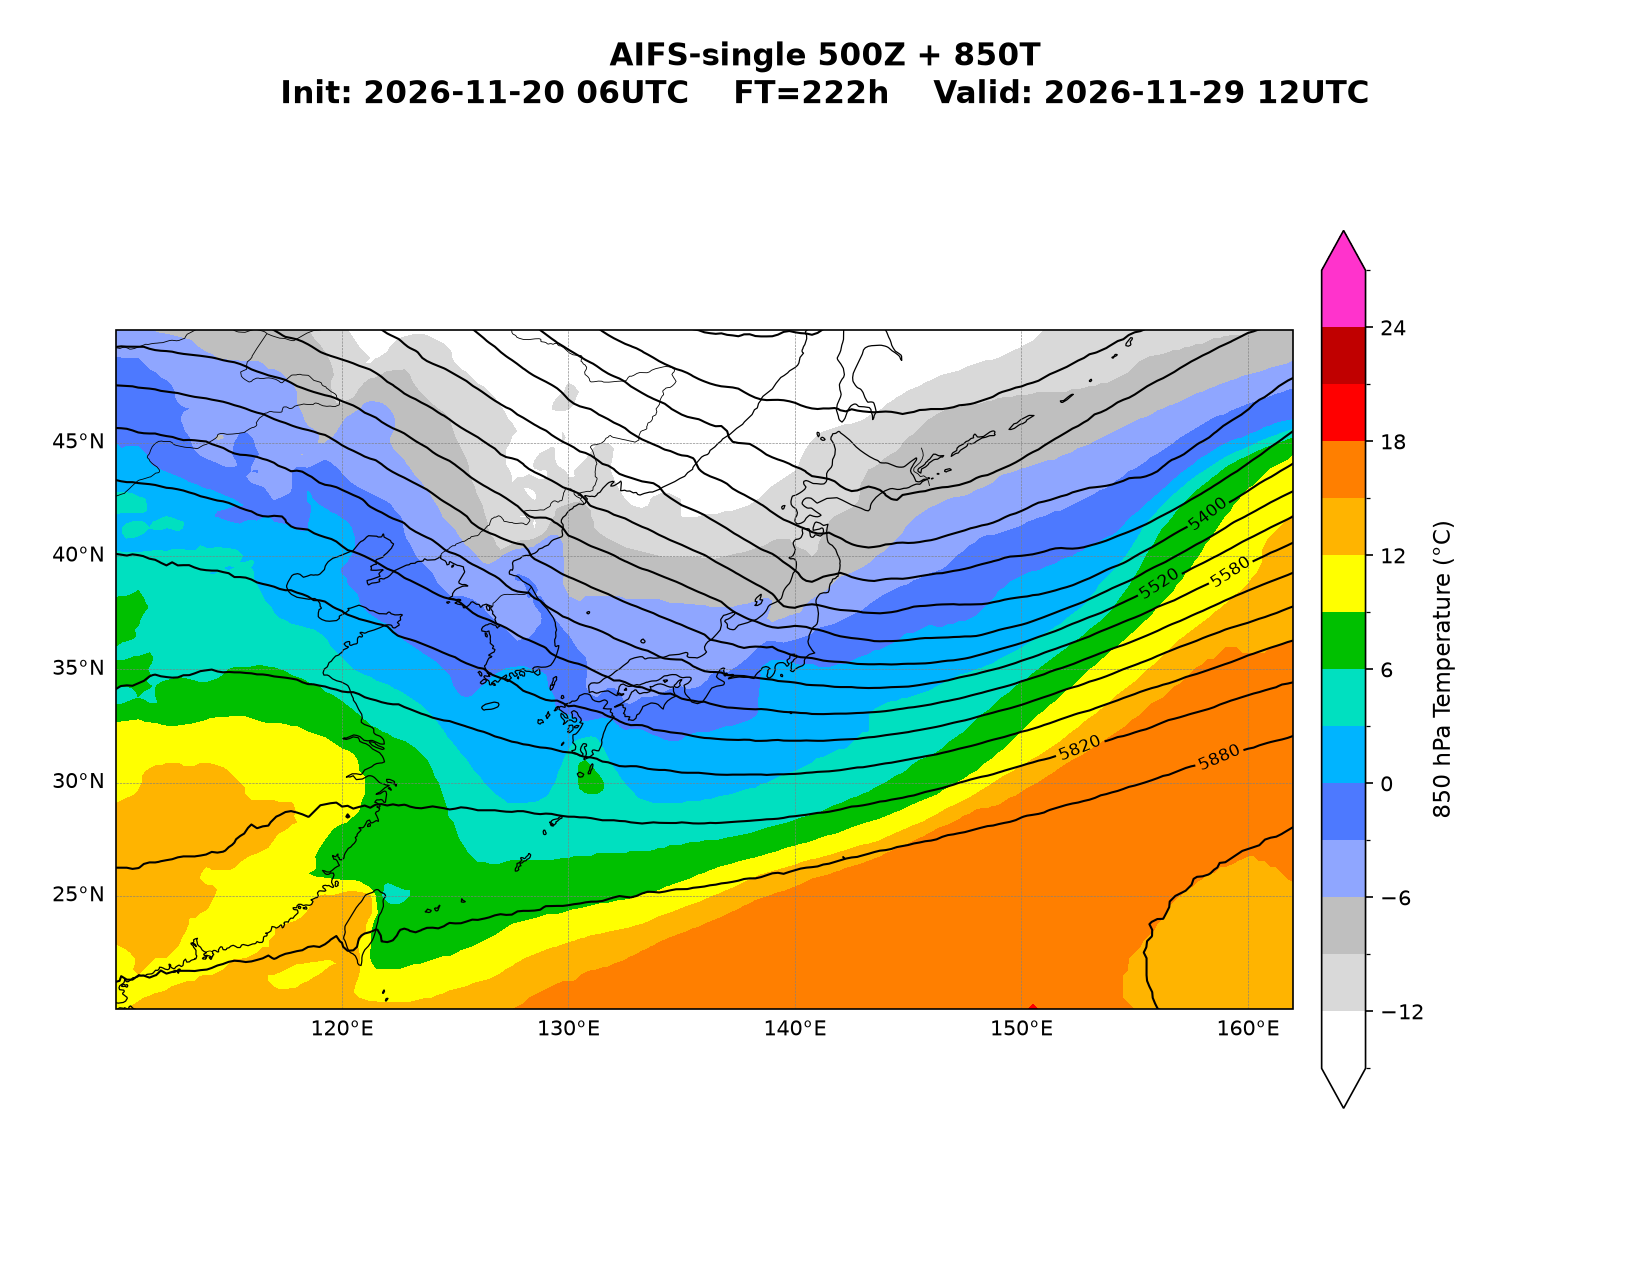 AIFS-single 500Z + 850T
Init: 2026-11-20 06UTC    FT=222h    Valid: 2026-11-29 12UTC
24
18
12
6
0
−6
−12
850 hPa Temperature (°C)
45°N
40°N
35°N
30°N
25°N
5400
5520
5580
5820
5880
120°E
130°E
140°E
150°E
160°E